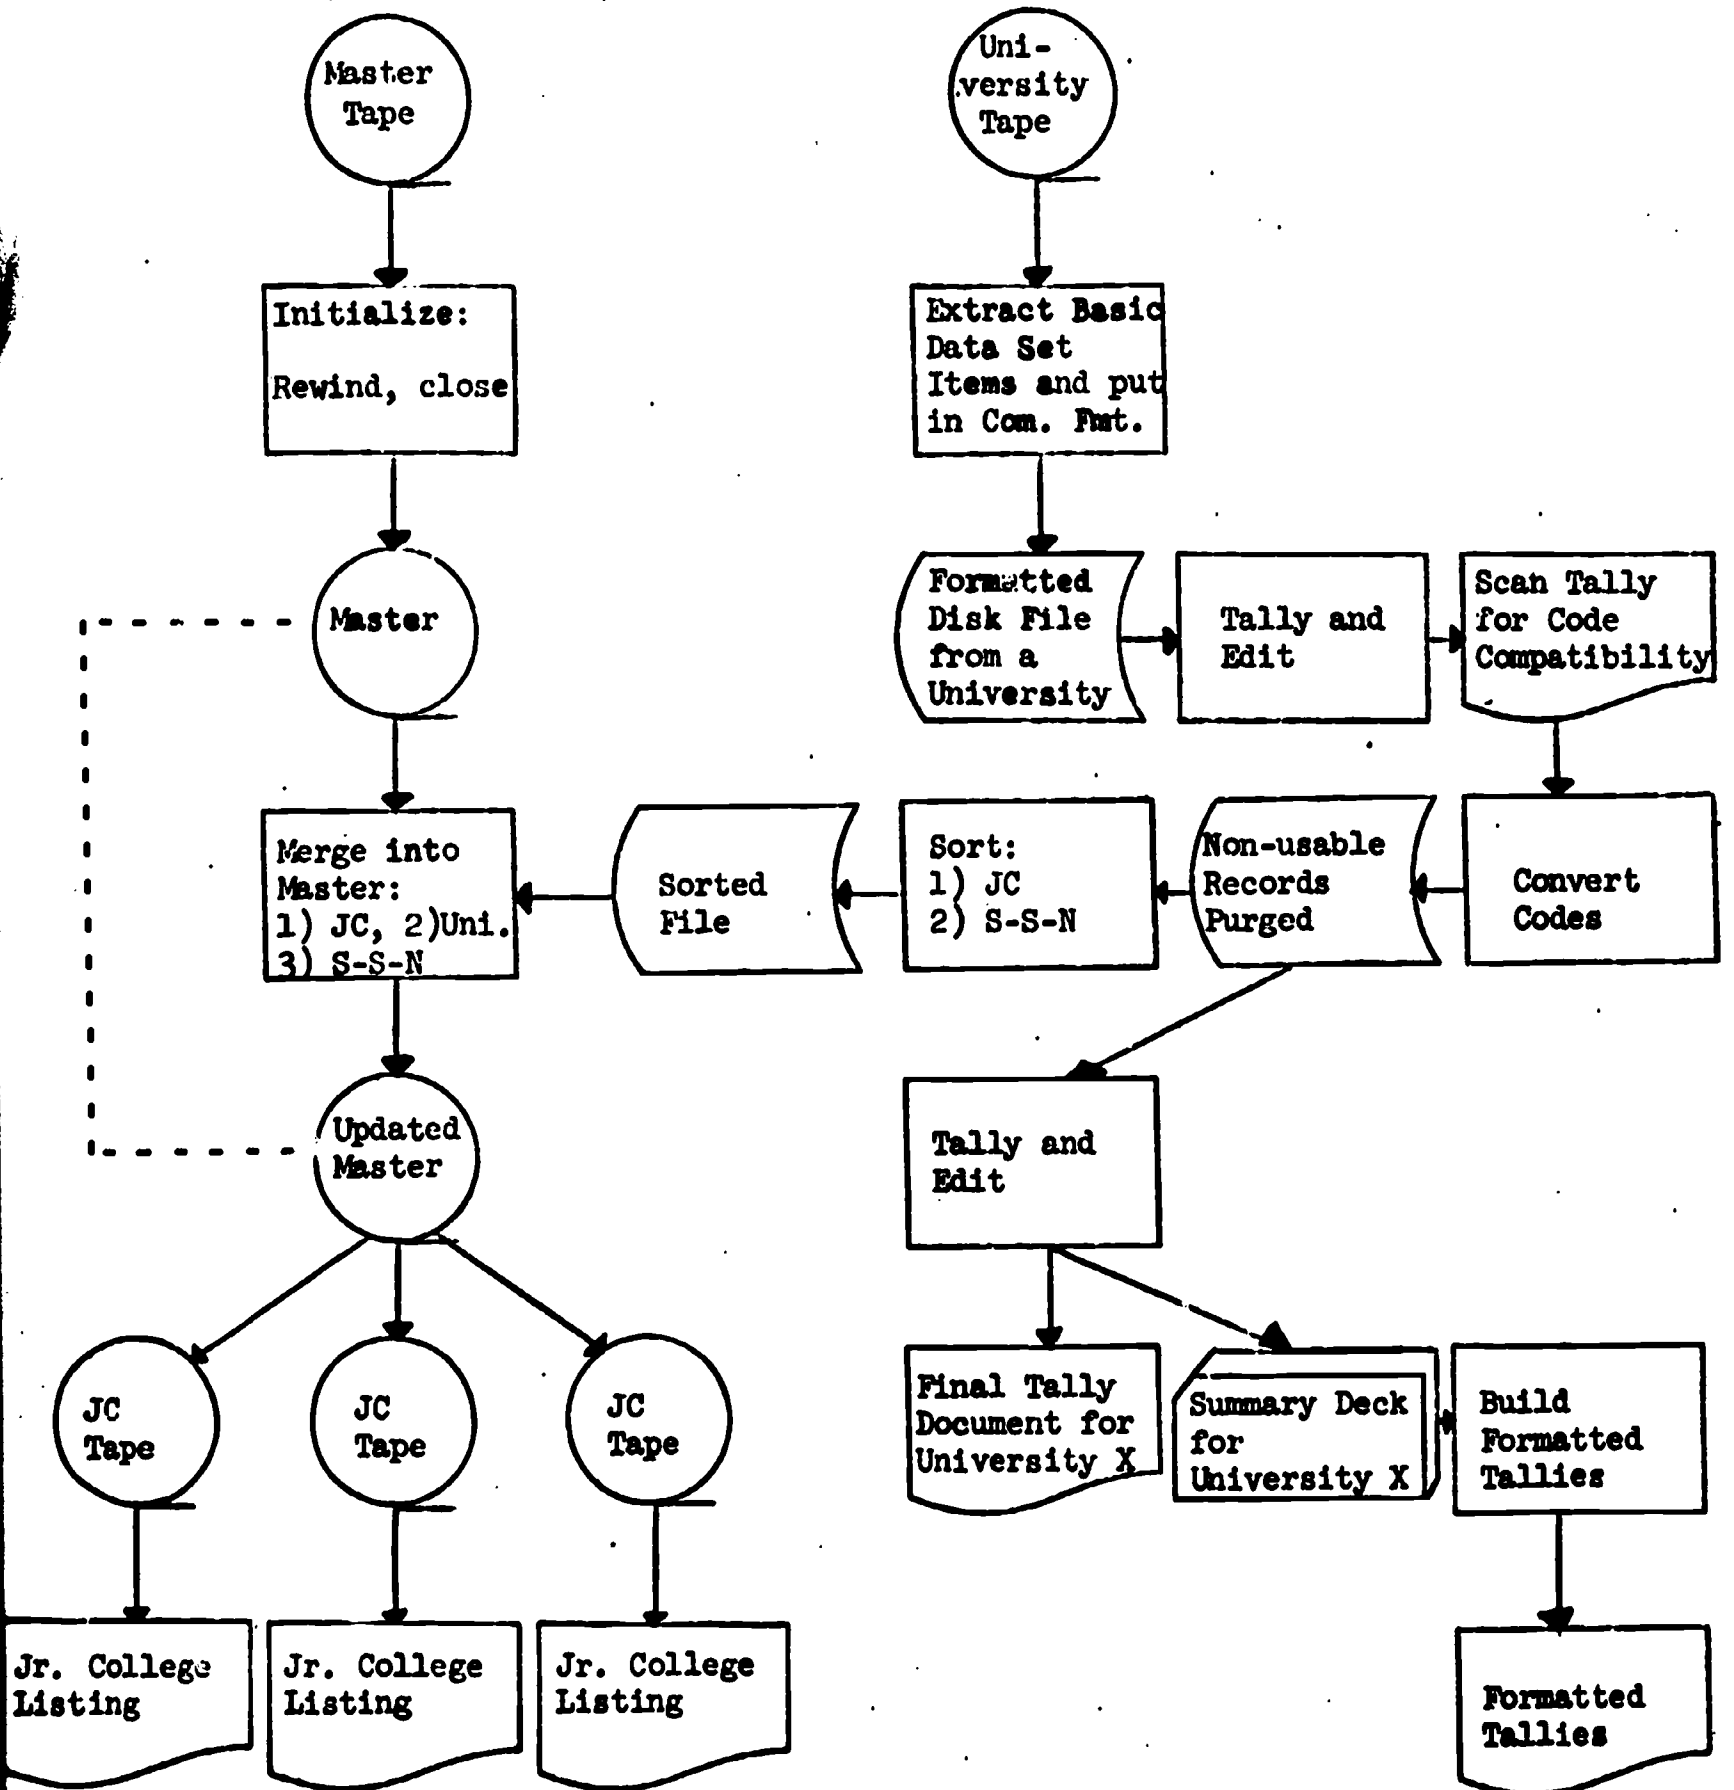 Master
Tape
Uni-
versity
Tape
Initialize:
Rewind, close
Extract Basic
Data Set
Items and put
in Com. Fmt.
Master
Formatted
Disk File
from a
University
Tally and
Edit
Scan Tally
for Code
Compatibility
Merge into
Master:
1) JC, 2)Uni.
3) S-S-N
Sorted
File
Sort:
1) JC
2) S-S-N
Non-usable
Records
Purged
Convert
Codes
Updated
Master
Tally and
Edit
JC
Tape
JC
Tape
JC
Tape
Final Tally
Document for
University X
Summary Deck
for
University X
Build
Formatted
Tallies
Jr. College
Listing
Jr. College
Listing
Jr. College
Listing
Formatted
Tallies